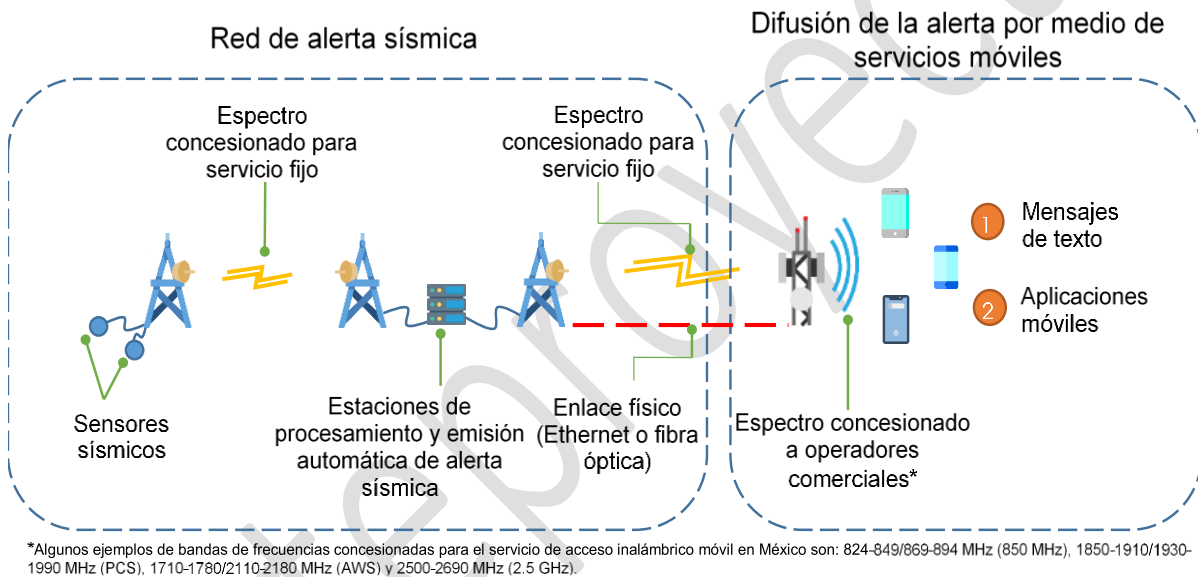 Red de alerta sísmica
Difusión de la alerta por medio de
servicios móviles
Espectro
concesionado para
servicio fijo
Espectro
concesionado para
servicio fijo
1 Mensajes
de texto
2 Aplicaciones
móviles
Sensores
sísmicos
Estaciones de
procesamiento y emisión
automática de alerta
sísmica
Enlace físico
(Ethernet o fibra
óptica)
Espectro concesionado
a operadores
comerciales*
*Algunos ejemplos de bandas de frecuencias concesionadas para el servicio de acceso inalámbrico móvil en México son: 824-849/869-894 MHz (850 MHz), 1850-1910/1930-
1990 MHz (PCS), 1710-1780/2110-2180 MHz (AWS) y 2500-2690 MHz (2.5 GHz).